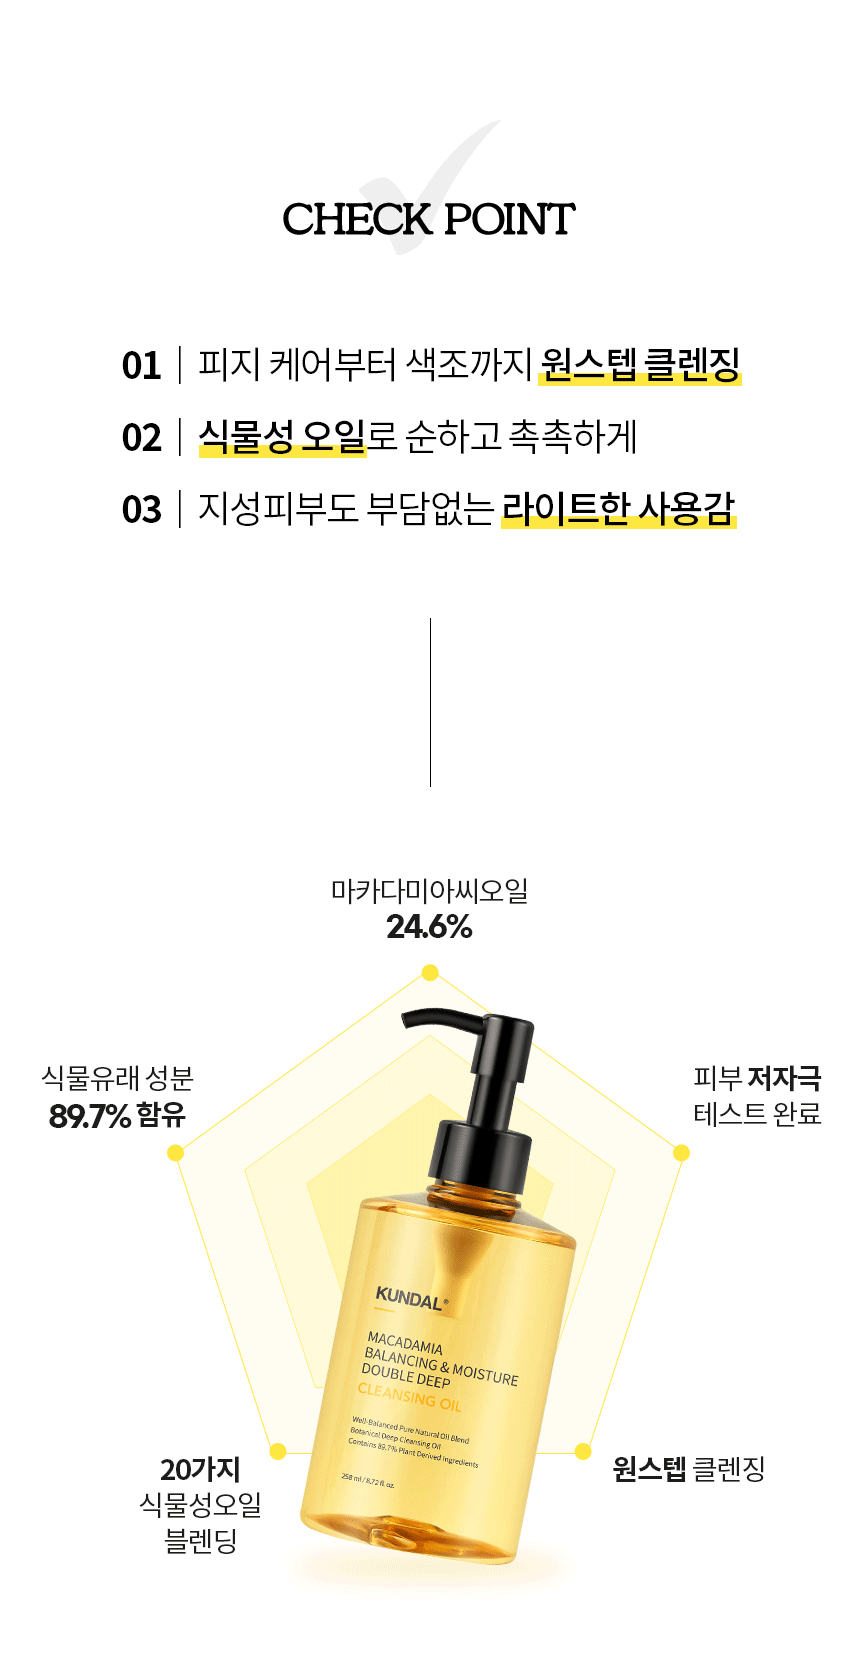 CHECK POINT
01 | 피지 케어부터 색조까지 원스텝 클렌징
02 | 식물성 오일로 순하고 촉촉하게
03 | 지성피부도 부담없는 라이트한 사용감
마카다미아씨오일
24.6%
식물유래 성분
89.7% 함유
피부 저자극
테스트 완료
KUNDAL®
MACADAMIA
BALANCING & MOISTURE
DOUBLE DEEP
CLEANSING OIL
Well-Balanced Pure Natural Oil Blend
Botanical Deep Cleansing Oil
Contains 89.7% Plant Derived Ingredients
258 ml / 8.72 fl. oz.
20가지
식물성오일
블렌딩
원스텝 클렌징